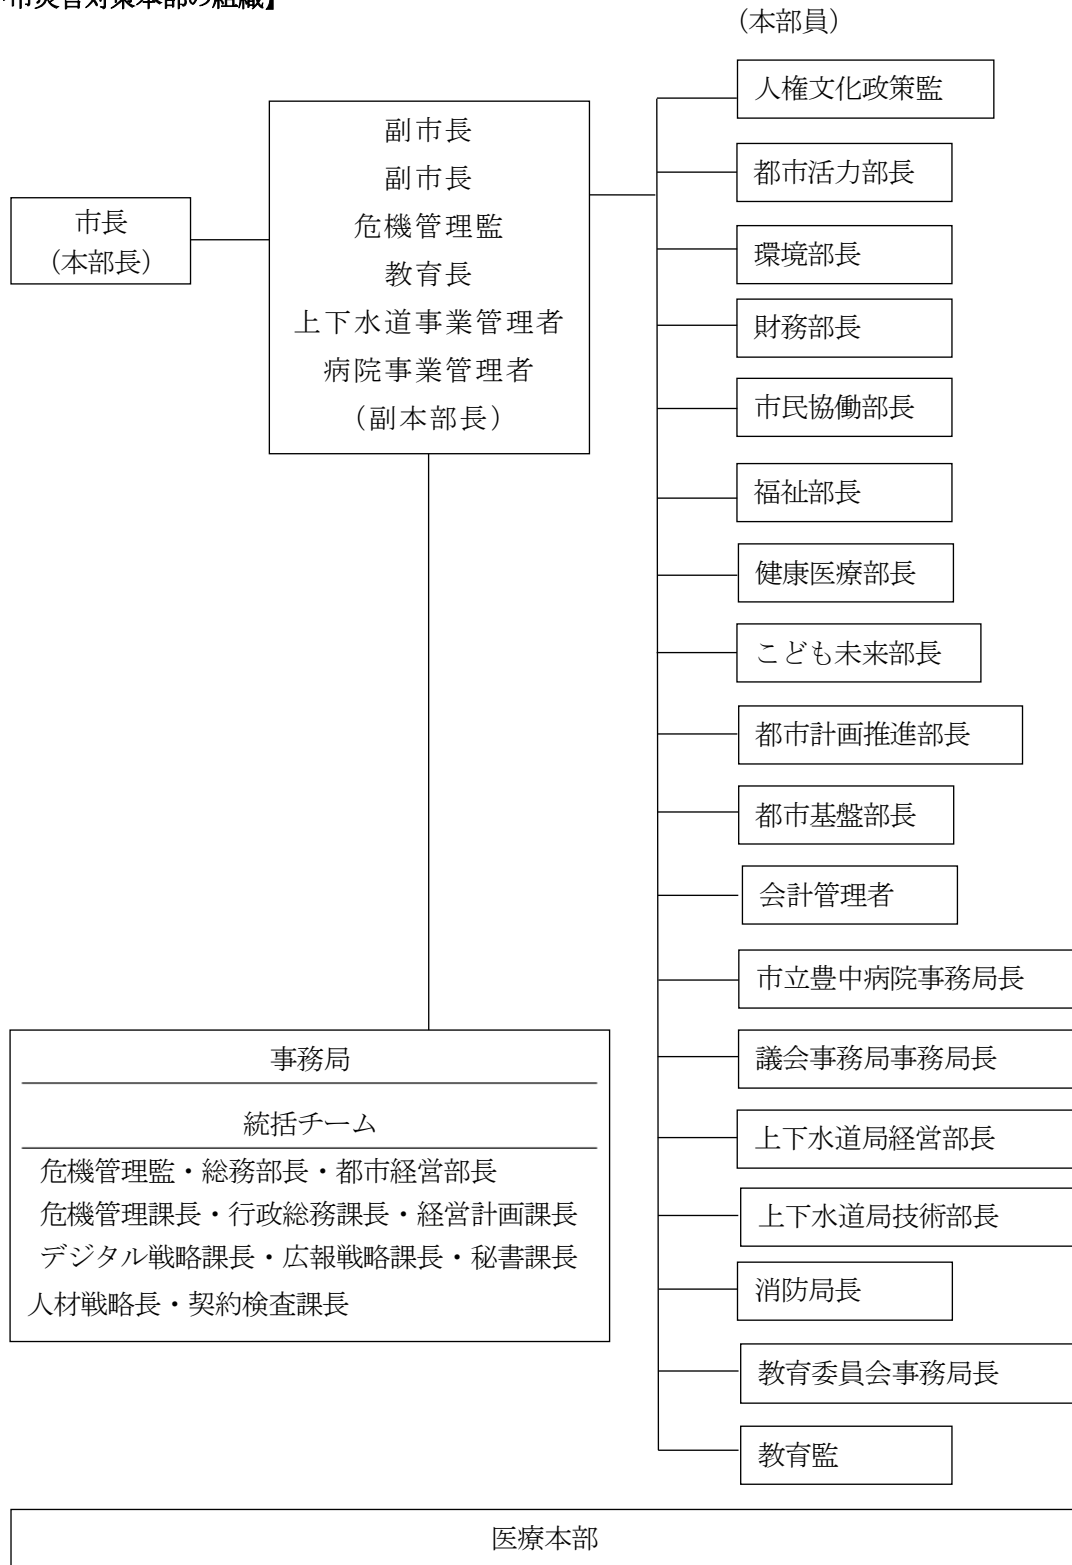 市災害対策本部の組織】
（本部員）
市長
（本部長）
副市長
副市長
危機管理監
教育長
上下水道事業管理者
病院事業管理者
（副本部長）
人権文化政策監
都市活力部長
環境部長
財務部長
市民協働部長
福祉部長
健康医療部長
こども未来部長
都市計画推進部長
都市基盤部長
会計管理者
市立豊中病院事務局長
議会事務局事務局長
上下水道局経営部長
上下水道局技術部長
消防局長
教育委員会事務局長
教育監
事務局
統括チーム
危機管理監・総務部長・都市経営部長
危機管理課長・行政総務課長・経営計画課長
デジタル戦略課長・広報戦略課長・秘書課長
人材戦略長・契約検査課長
医療本部